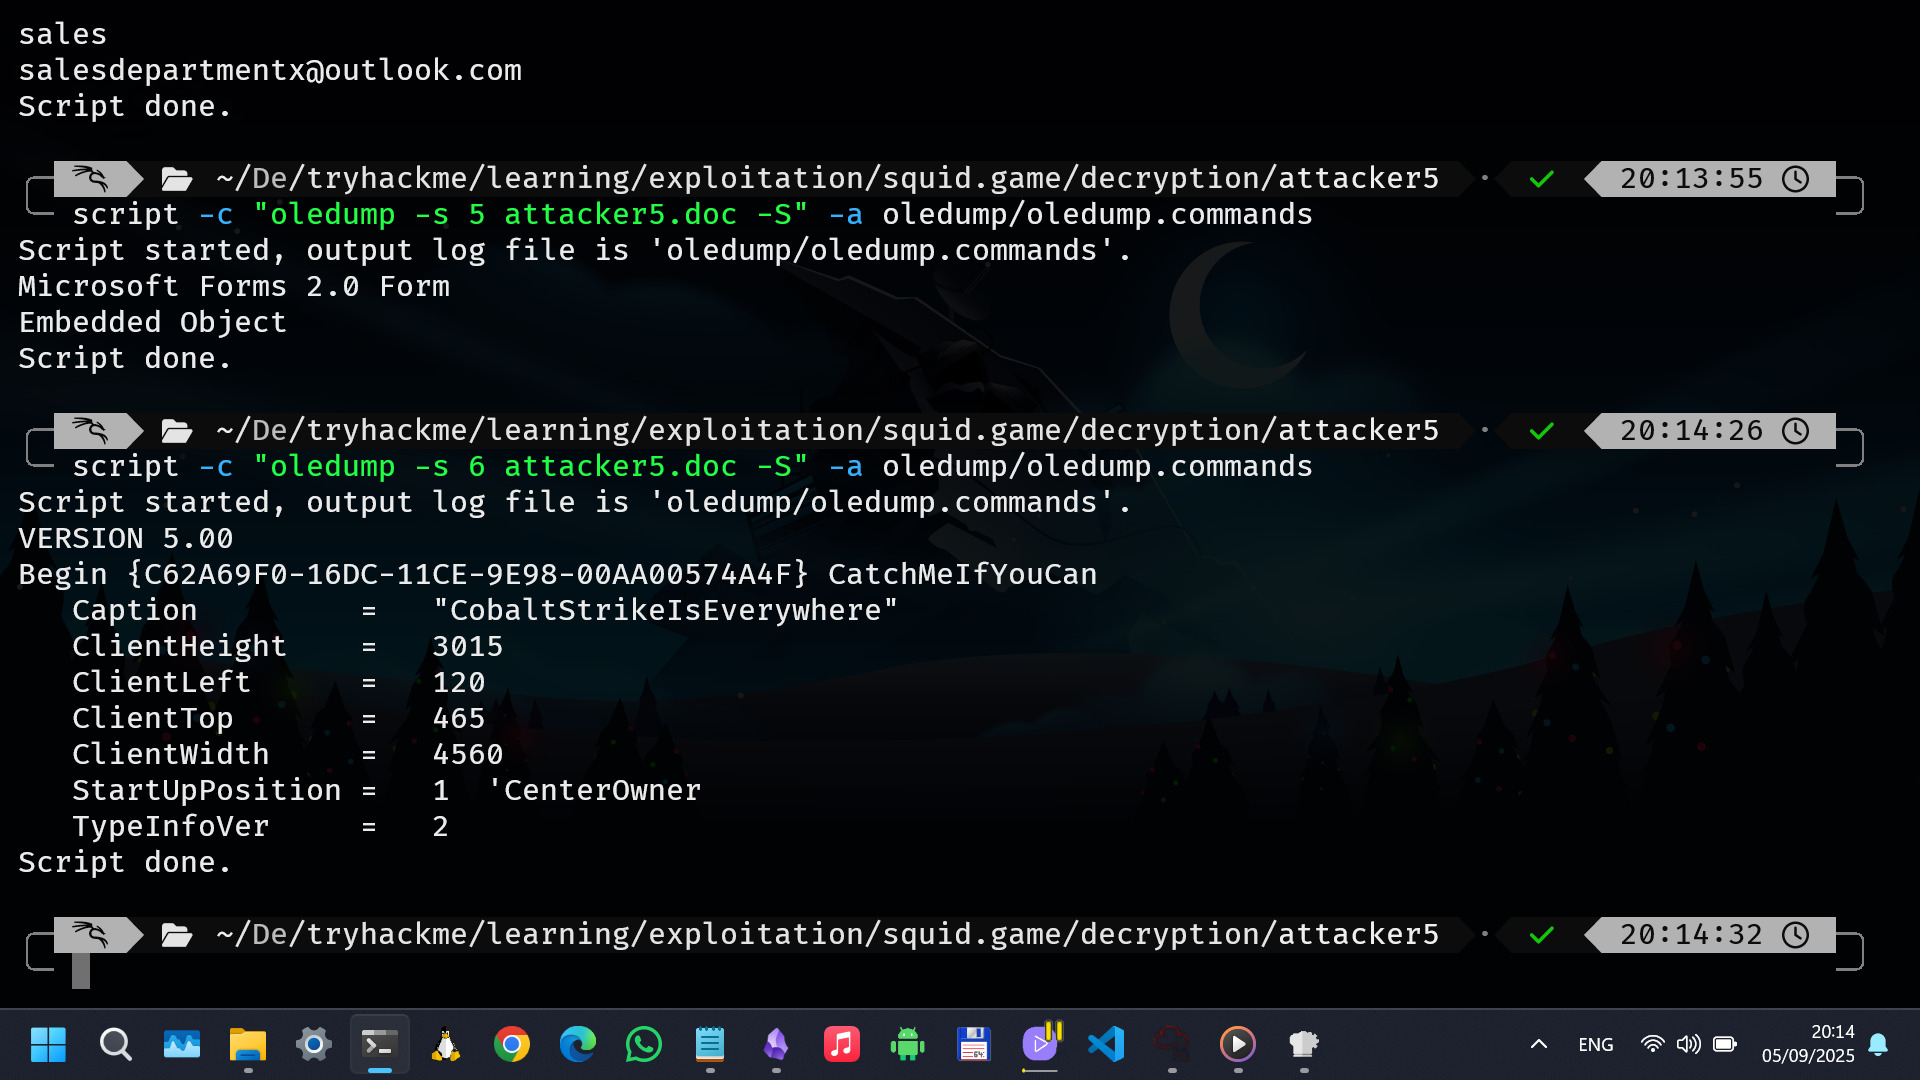 sales
salesdepartmentx@outlook.com
Script done.
~/De/tryhackme/learning/exploitation/squid.game/decryption/attacker5 20:13:55
script -c "oledump -s 5 attacker5.doc -S" -a oledump/oledump.commands
Script started, output log file is 'oledump/oledump.commands'.
Microsoft Forms 2.0 Form
Embedded Object
Script done.
~/De/tryhackme/learning/exploitation/squid.game/decryption/attacker5 20:14:26
script -c "oledump -s 6 attacker5.doc -S" -a oledump/oledump.commands
Script started, output log file is 'oledump/oledump.commands'.
VERSION 5.00
Begin {C62A69F0-16DC-11CE-9E98-00AA00574A4F} CatchMeIfYouCan
Caption = "CobaltStrikeIsEverywhere"
ClientHeight = 3015
ClientLeft = 120
ClientTop = 465
ClientWidth = 4560
StartUpPosition = 1 'CenterOwner
TypeInfoVer = 2
Script done.
~/De/tryhackme/learning/exploitation/squid.game/decryption/attacker5 20:14:32
ENG
20:14
05/09/2025